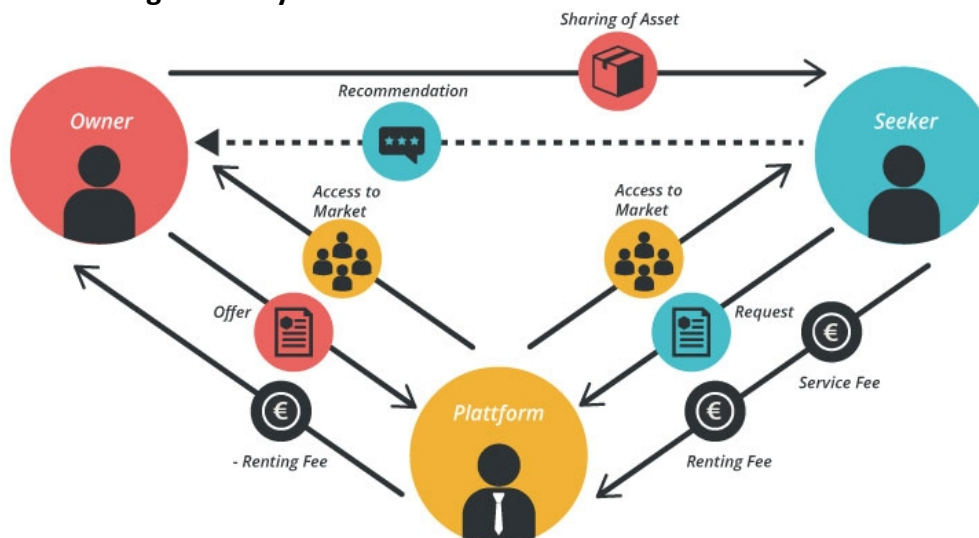 Sharing of Asset
Recommendation
Owner
Seeker
Access to
Market
Access to
Market
Offer
Request
€
Service Fee
Plattform
€
- Renting Fee
€
Renting Fee